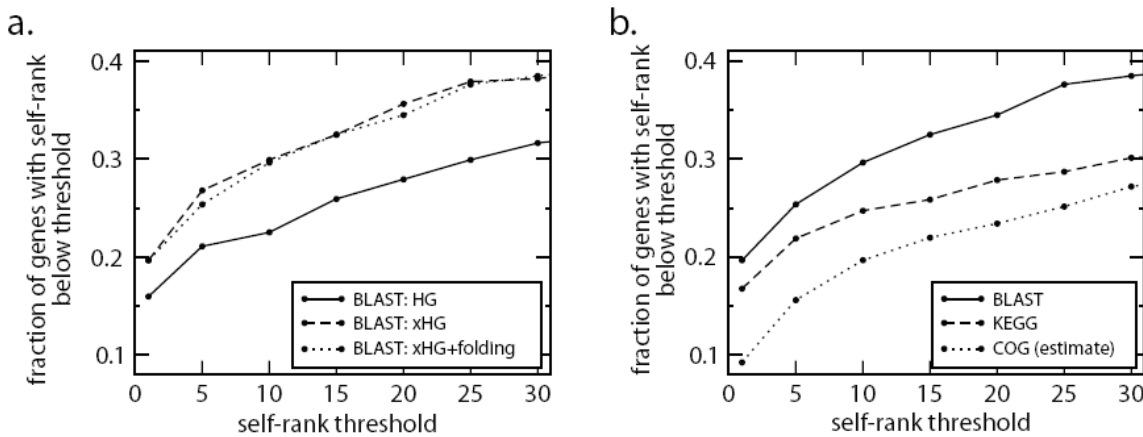 a.
fraction of genes with self-rank
below threshold
0.4
0.3
0.2
0.1
BLAST: HG
BLAST: xHG
BLAST: xHG+folding
0 5 10 15 20 25 30
self-rank threshold
b.
fraction of genes with self-rank
below threshold
0.4
0.3
0.2
0.1
BLAST
KEGG
COG (estimate)
0 5 10 15 20 25 30
self-rank threshold